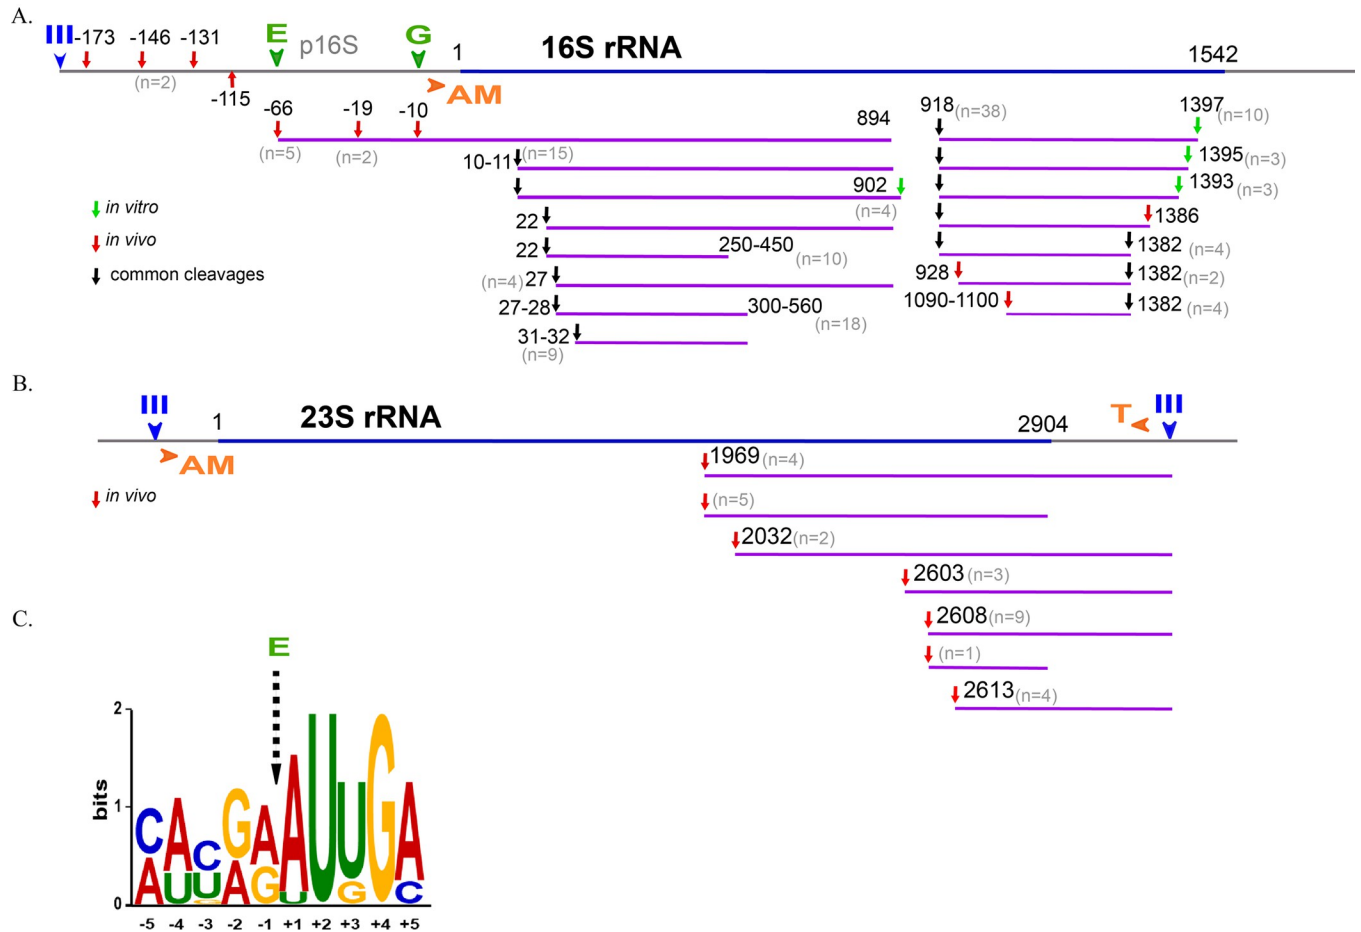 A.
III -173 -146 -131 E p16S G 1 16S rRNA 1542
(n=2)
-115 AM
-66 -19 -10 894 918 (n=38) 1397 (n=10)
(n=5) (n=2)
10-11 (n=15) 1395 (n=3)
902 1393 (n=3)
(n=4)
in vitro
22 1386
in vivo
22 250-450 (n=10) 1382 (n=4)
common cleavages
(n=4) 27 928 1382 (n=2)
27-28 300-560 (n=18) 1090-1100 1382 (n=4)
31-32
(n=9)
B.
III 1 23S rRNA 2904 T III
AM
1969 (n=4)
in vivo
(n=5)
2032 (n=2)
2603 (n=3)
2608 (n=9)
(n=1)
2613 (n=4)
C.
E
2
bits
1
0
C A C G A A U U G A
A U U A G U G C
-5 -4 -3 -2 -1 +1 +2 +3 +4 +5